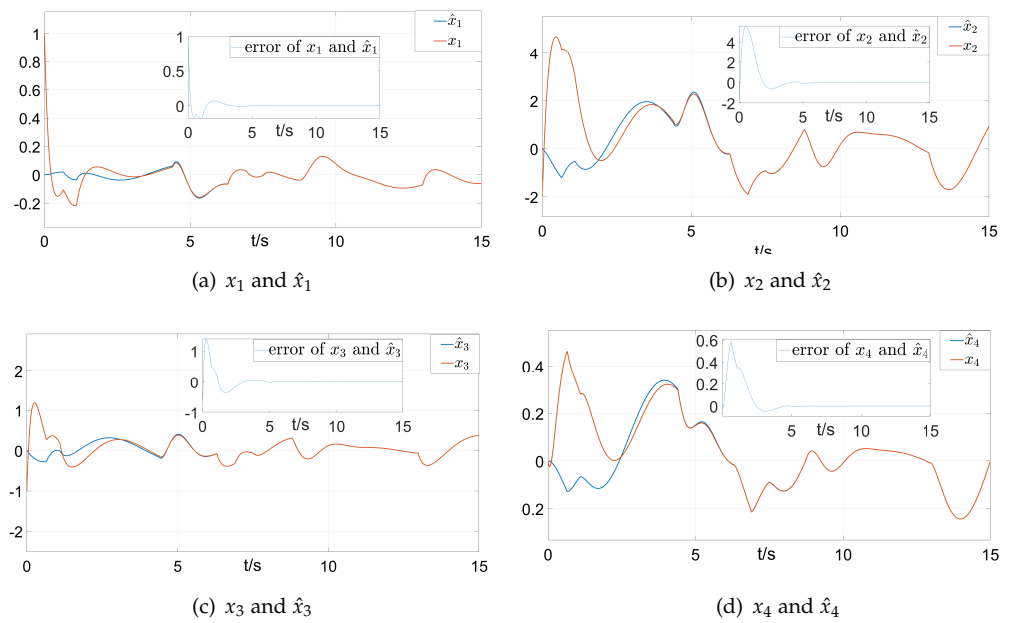 x̂₁
x₁
error of x₁ and x̂₁
1
0.8
0.6
0.4
0.2
0
-0.2
1
0.5
0
0 5 10 15
t/s
0 5 10 15
t/s
(a) x₁ and x̂₁
x̂₂
x₂
error of x₂ and x̂₂
4
2
0
-2
4
2
0
-2
0 5 10 15
t/s
0 5 10 15
t/s
(b) x₂ and x̂₂
x̂₃
x₃
error of x₃ and x̂₃
2
1
0
-1
-2
1
0
-1
0 5 10 15
t/s
0 5 10 15
t/s
(c) x₃ and x̂₃
x̂₄
x₄
error of x₄ and x̂₄
0.4
0.2
0
0.2
0.6
0.4
0.2
0
5 10 15
t/s
0 5 10 15
t/s
(d) x₄ and x̂₄